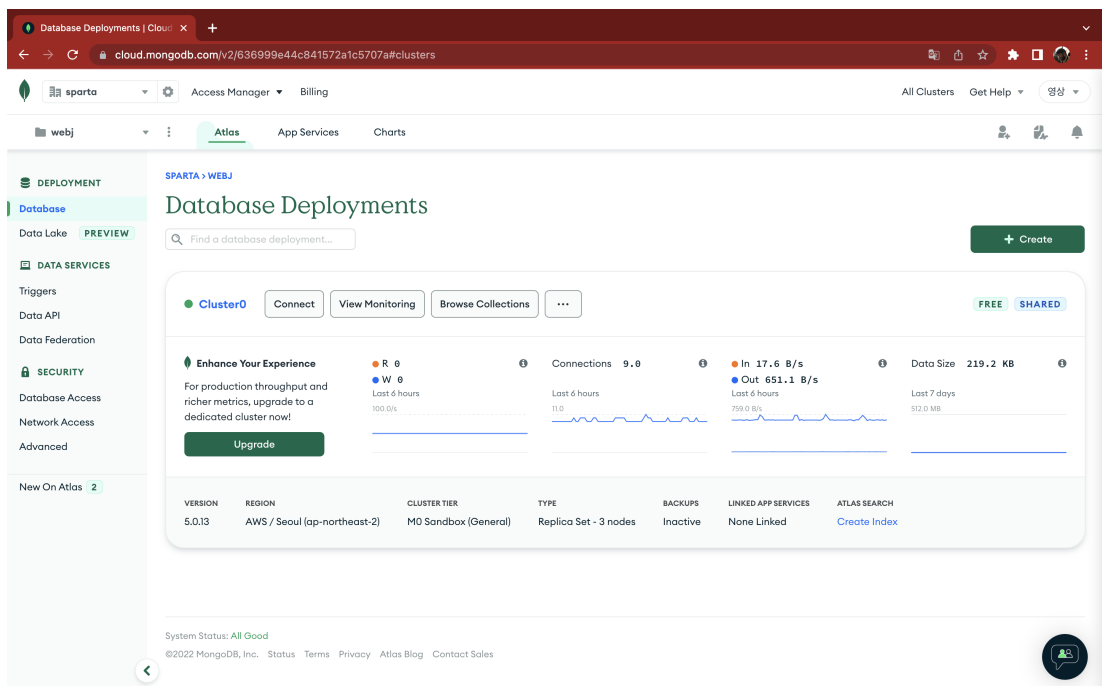 Database Deployments | Cloud
cloud.mongodb.com/v2/636999e44c841572a1c5707a#clusters
sparta
Access Manager
Billing
All Clusters
Get Help
영상
webj
Atlas
App Services
Charts
DEPLOYMENT
Database
Data Lake PREVIEW
DATA SERVICES
Triggers
Data API
Data Federation
SECURITY
Database Access
Network Access
Advanced
New On Atlas 2
SPARTA > WEBJ
Database Deployments
Find a database deployment...
+ Create
Cluster0
Connect
View Monitoring
Browse Collections
...
FREE
SHARED
Enhance Your Experience
For production throughput and
richer metrics, upgrade to a
dedicated cluster now!
Upgrade
R 0
W 0
Last 6 hours
100.0/s
Connections 9.0
Last 6 hours
11.0
In 17.6 B/s
Out 651.1 B/s
Last 6 hours
759.0 B/s
Data Size 219.2 KB
Last 7 days
512.0 MB
VERSION
5.0.13
REGION
AWS / Seoul (ap-northeast-2)
CLUSTER TIER
M0 Sandbox (General)
TYPE
Replica Set - 3 nodes
BACKUPS
Inactive
LINKED APP SERVICES
None Linked
ATLAS SEARCH
Create Index
System Status: All Good
©2022 MongoDB, Inc. Status Terms Privacy Atlas Blog Contact Sales